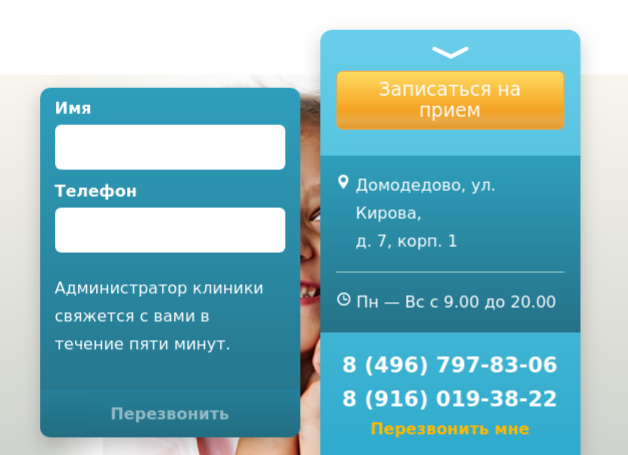 Имя
Телефон
Администратор клиники
свяжется с вами в
течение пяти минут.
Перезвонить
Записаться на
прием
Домодедово, ул.
Кирова,
д. 7, корп. 1
Пн — Вс с 9.00 до 20.00
8 (496) 797-83-06
8 (916) 019-38-22
Перезвонить мне